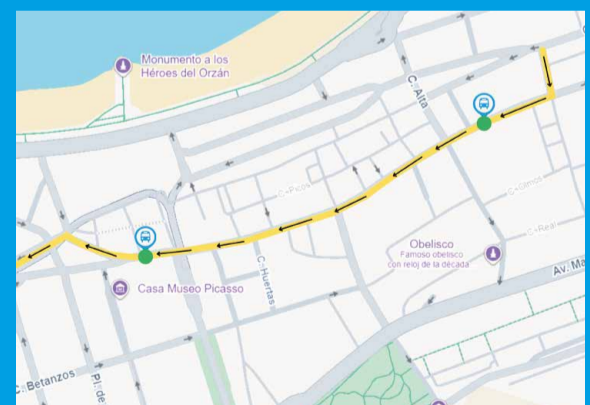 Monumento a los
Héroes del Orzán
C. Alta
C. Picos
C. Olmos
C. Real
Obelisco
Famoso obelisco
con reloj de la década
C. Huertas
Av. Ma
Casa Museo Picasso
C. Betanzos
Pl. de